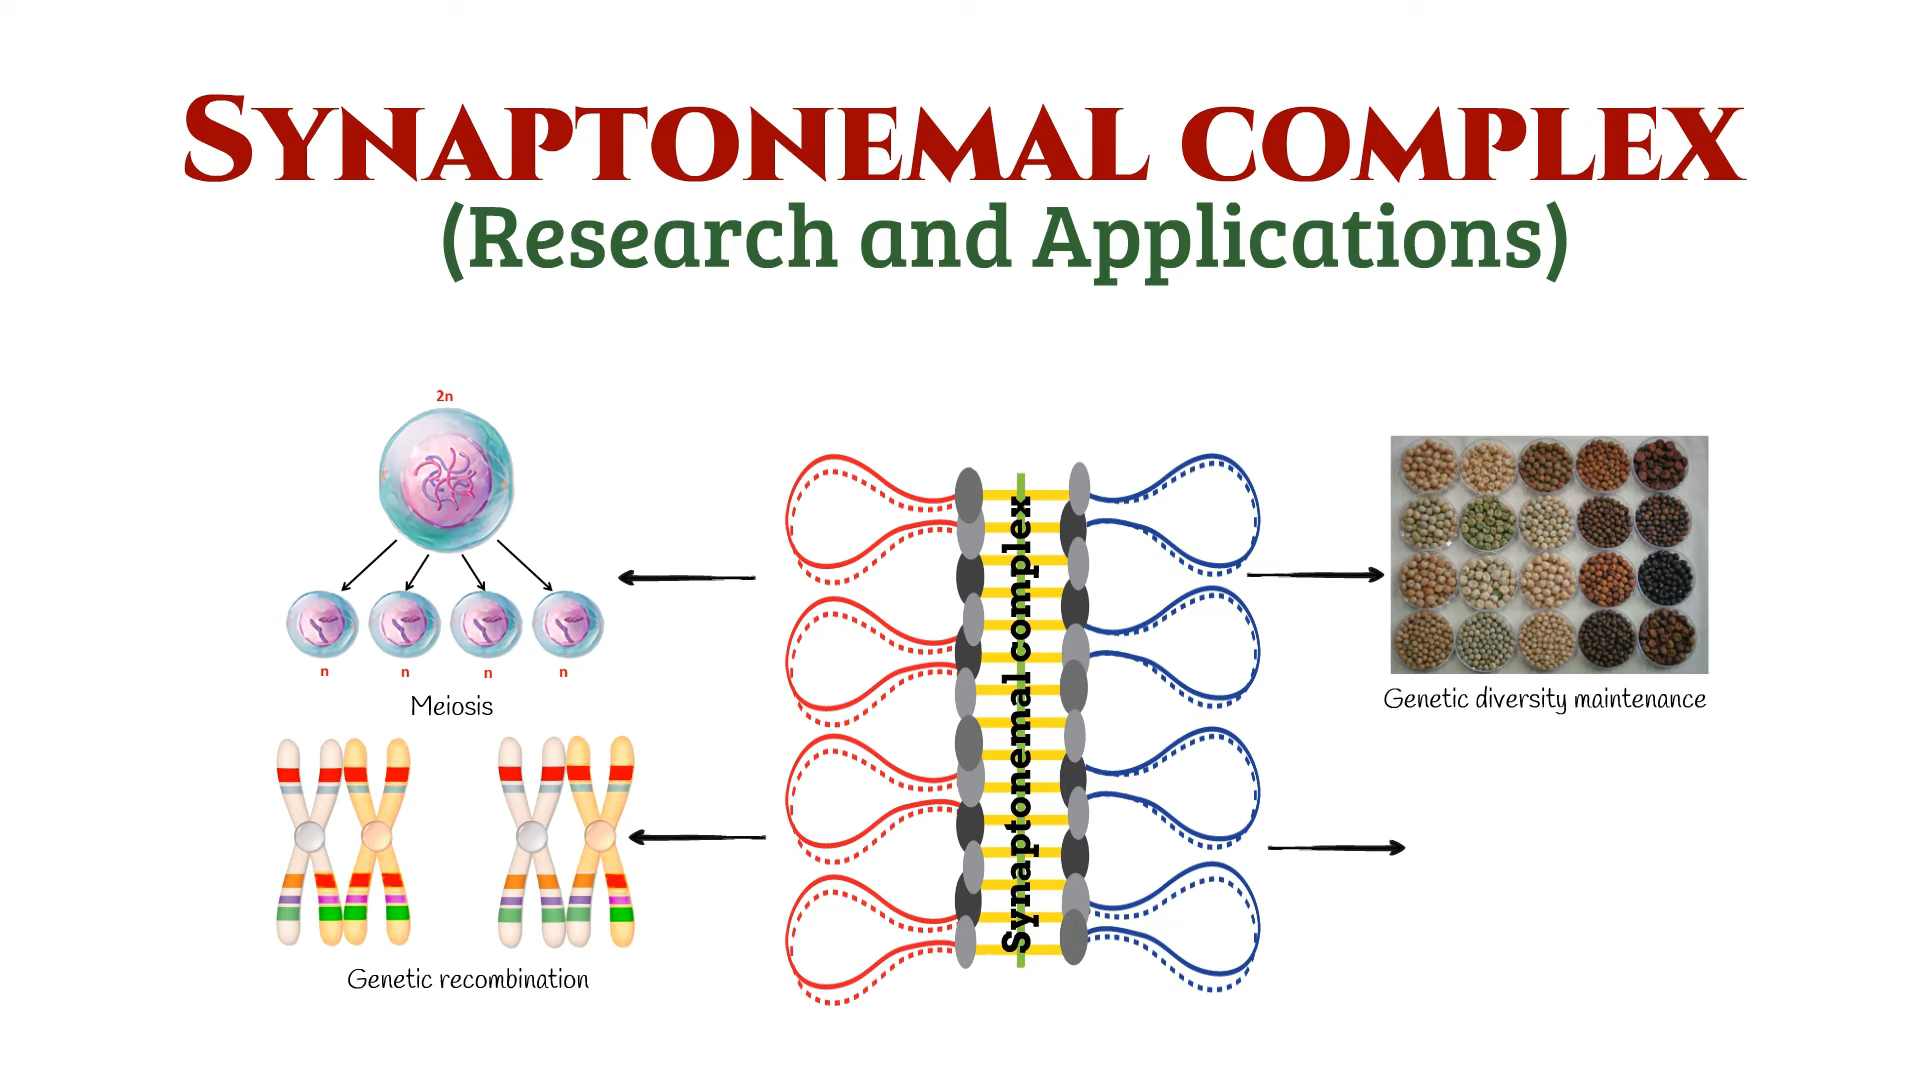 SYNAPTONEMAL COMPLEX
(Research and Applications)
2n
n n n n
Meiosis
Genetic recombination
Synaptonemal complex
Genetic diversity maintenance